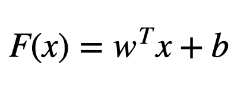 F(x) = w^T x + b